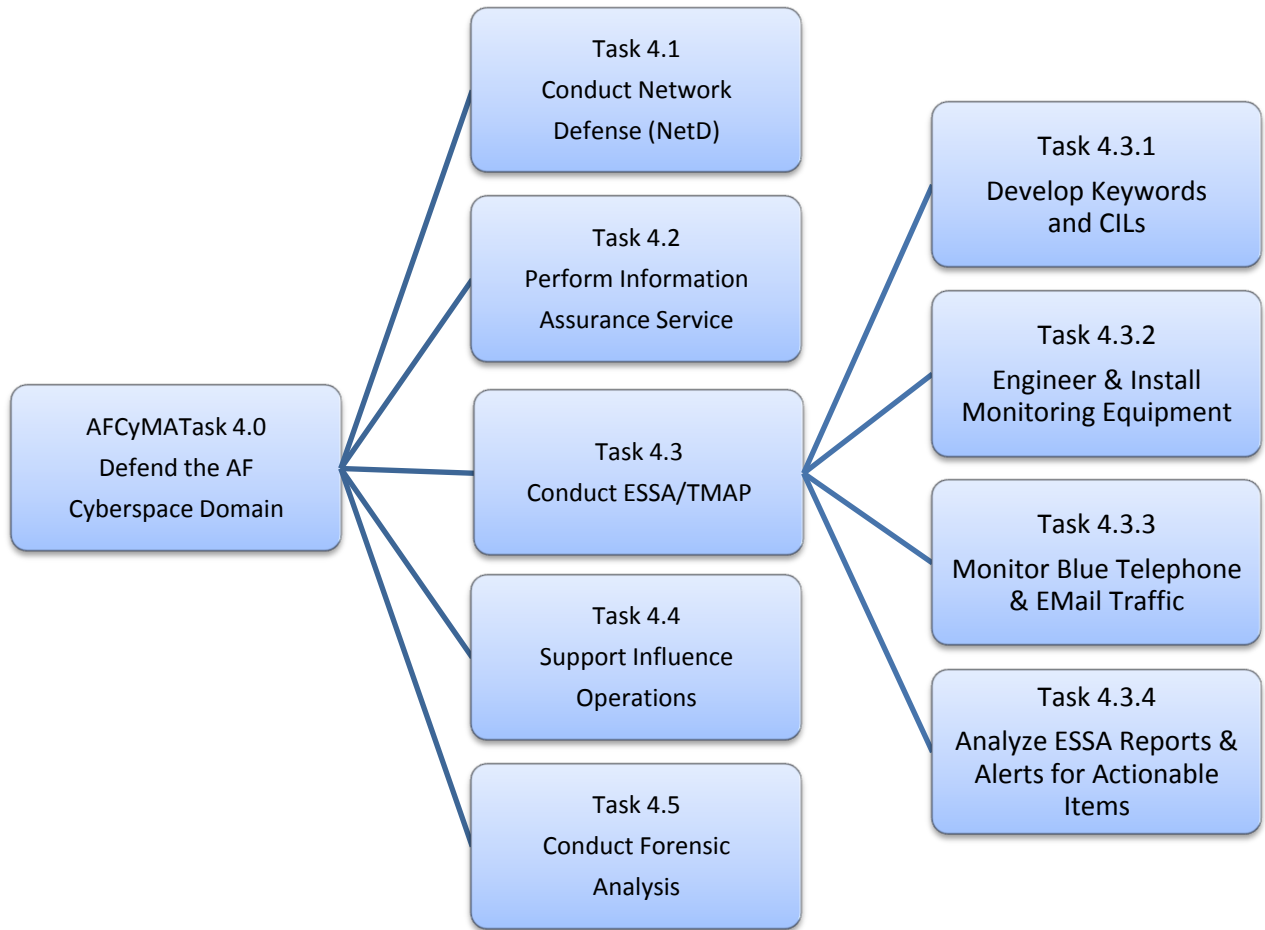 AFCyMATask 4.0
Defend the AF
Cyberspace Domain
Task 4.1
Conduct Network
Defense (NetD)
Task 4.2
Perform Information
Assurance Service
Task 4.3
Conduct ESSA/TMAP
Task 4.4
Support Influence
Operations
Task 4.5
Conduct Forensic
Analysis
Task 4.3.1
Develop Keywords
and CILs
Task 4.3.2
Engineer & Install
Monitoring Equipment
Task 4.3.3
Monitor Blue Telephone
& EMail Traffic
Task 4.3.4
Analyze ESSA Reports &
Alerts for Actionable
Items